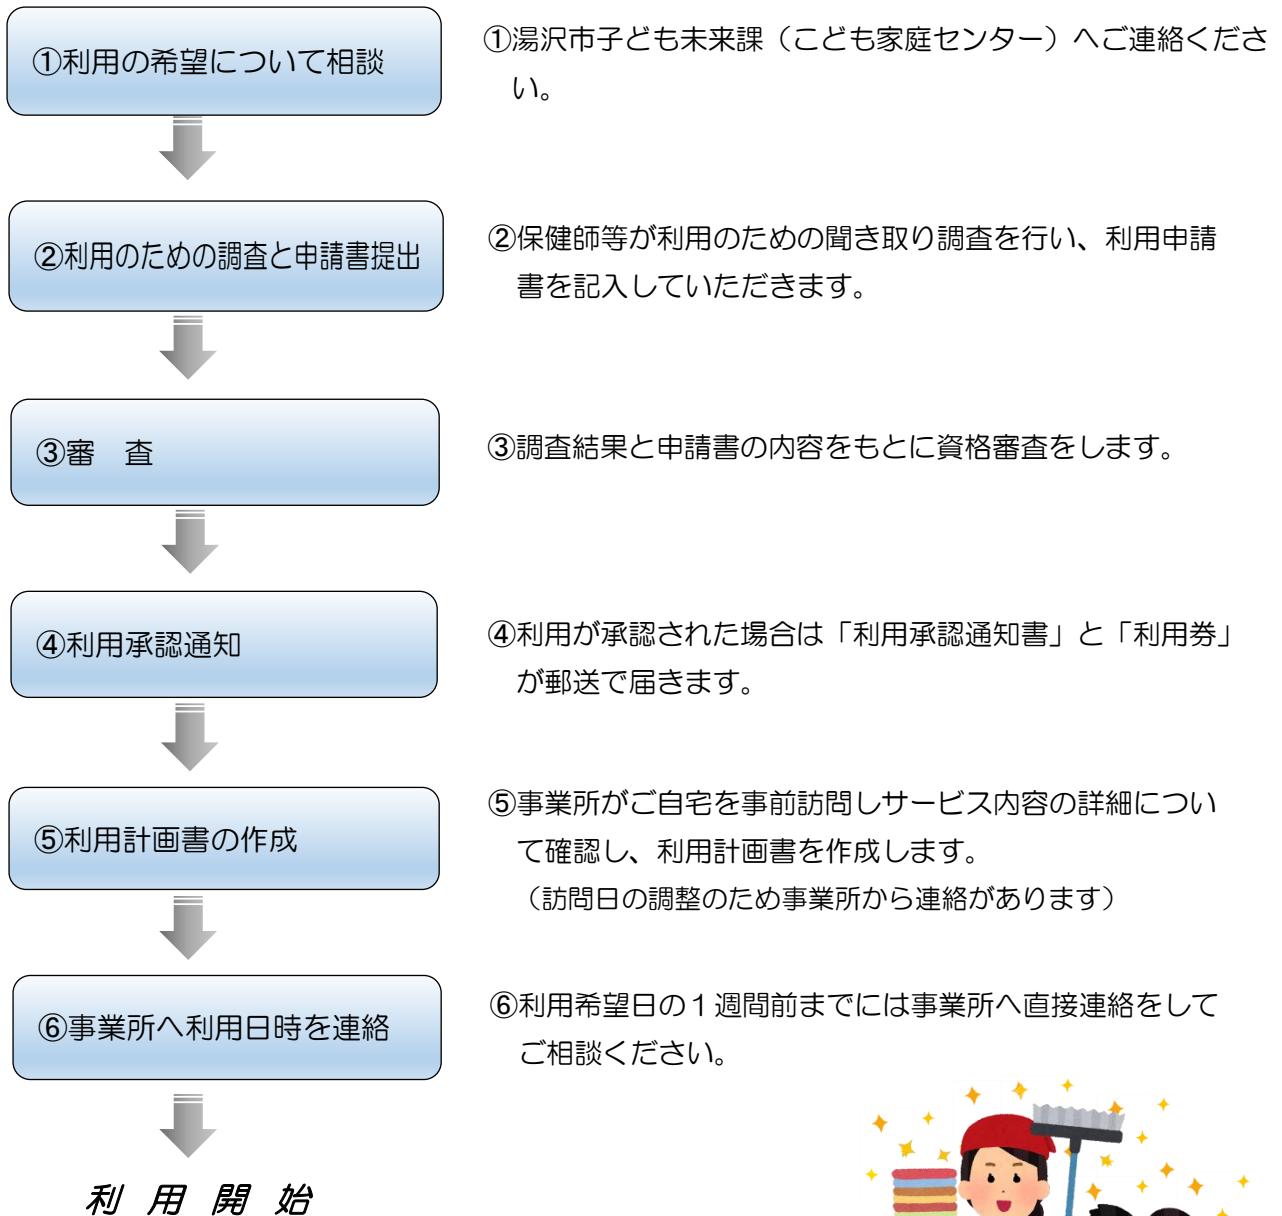 ①利用の希望について相談
①湯沢市子ども未来課（こども家庭センター）へご連絡くださ
い。
②利用のための調査と申請書提出
②保健師等が利用のための聞き取り調査を行い、利用申請
書を記入していただきます。
③審　査
③調査結果と申請書の内容をもとに資格審査をします。
④利用承認通知
④利用が承認された場合は「利用承認通知書」と「利用券」
が郵送で届きます。
⑤利用計画書の作成
⑤事業所がご自宅を事前訪問しサービス内容の詳細につい
て確認し、利用計画書を作成します。
（訪問日の調整のため事業所から連絡があります）
⑥事業所へ利用日時を連絡
⑥利用希望日の１週間前までには事業所へ直接連絡をして
ご相談ください。
利　用　開　始